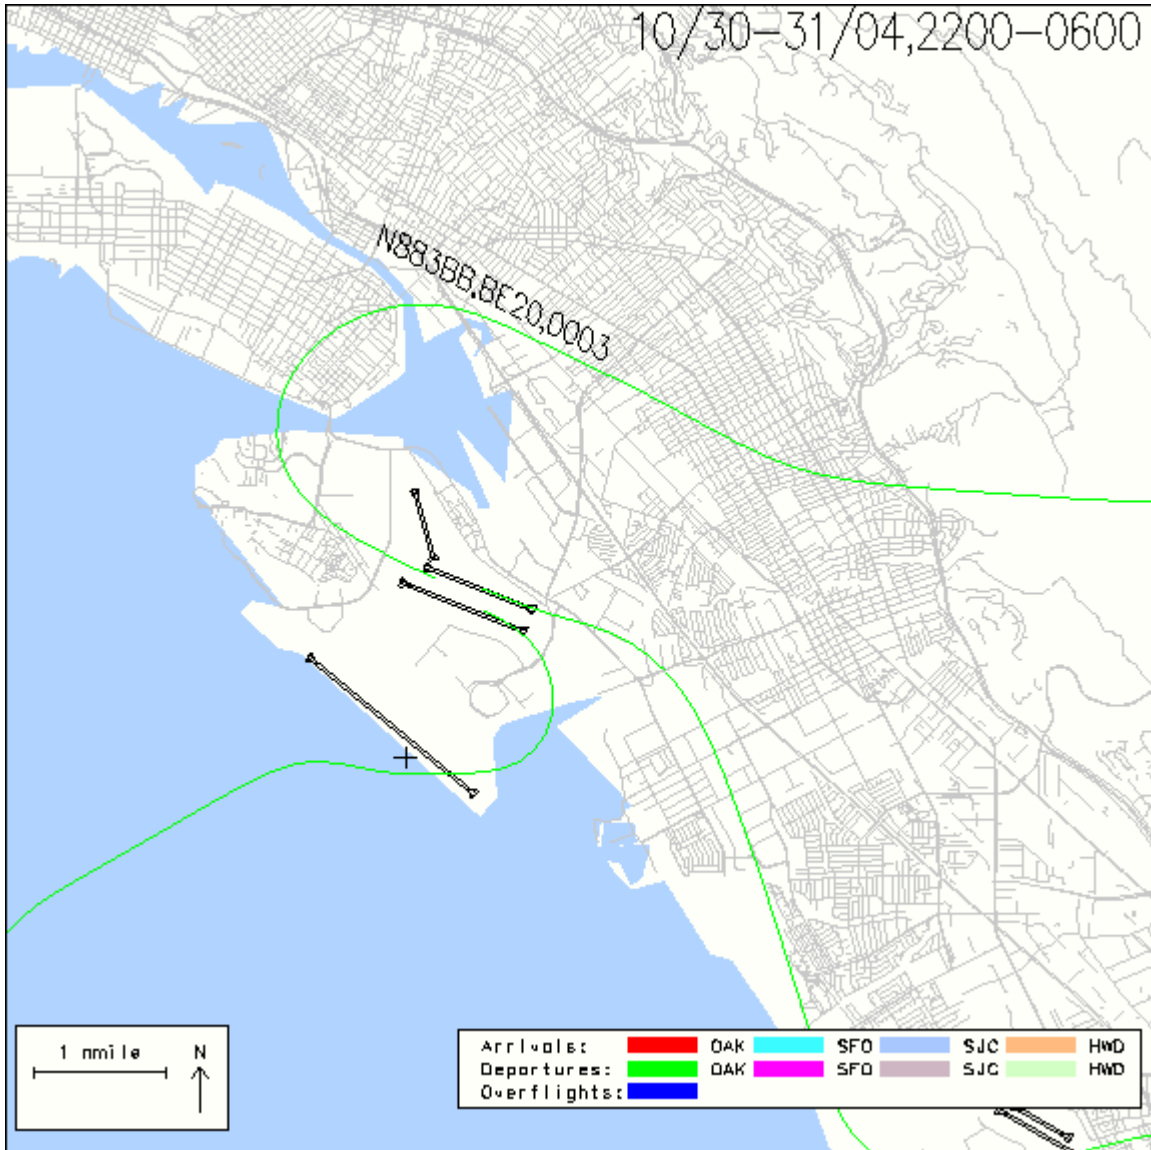 10/30-31/04,2200-0600
N883BB,BE20,0003
1 nmile N
Arrivals: OAK SFO SJC HWD
Departures: OAK SFO SJC HWD
Overflights: